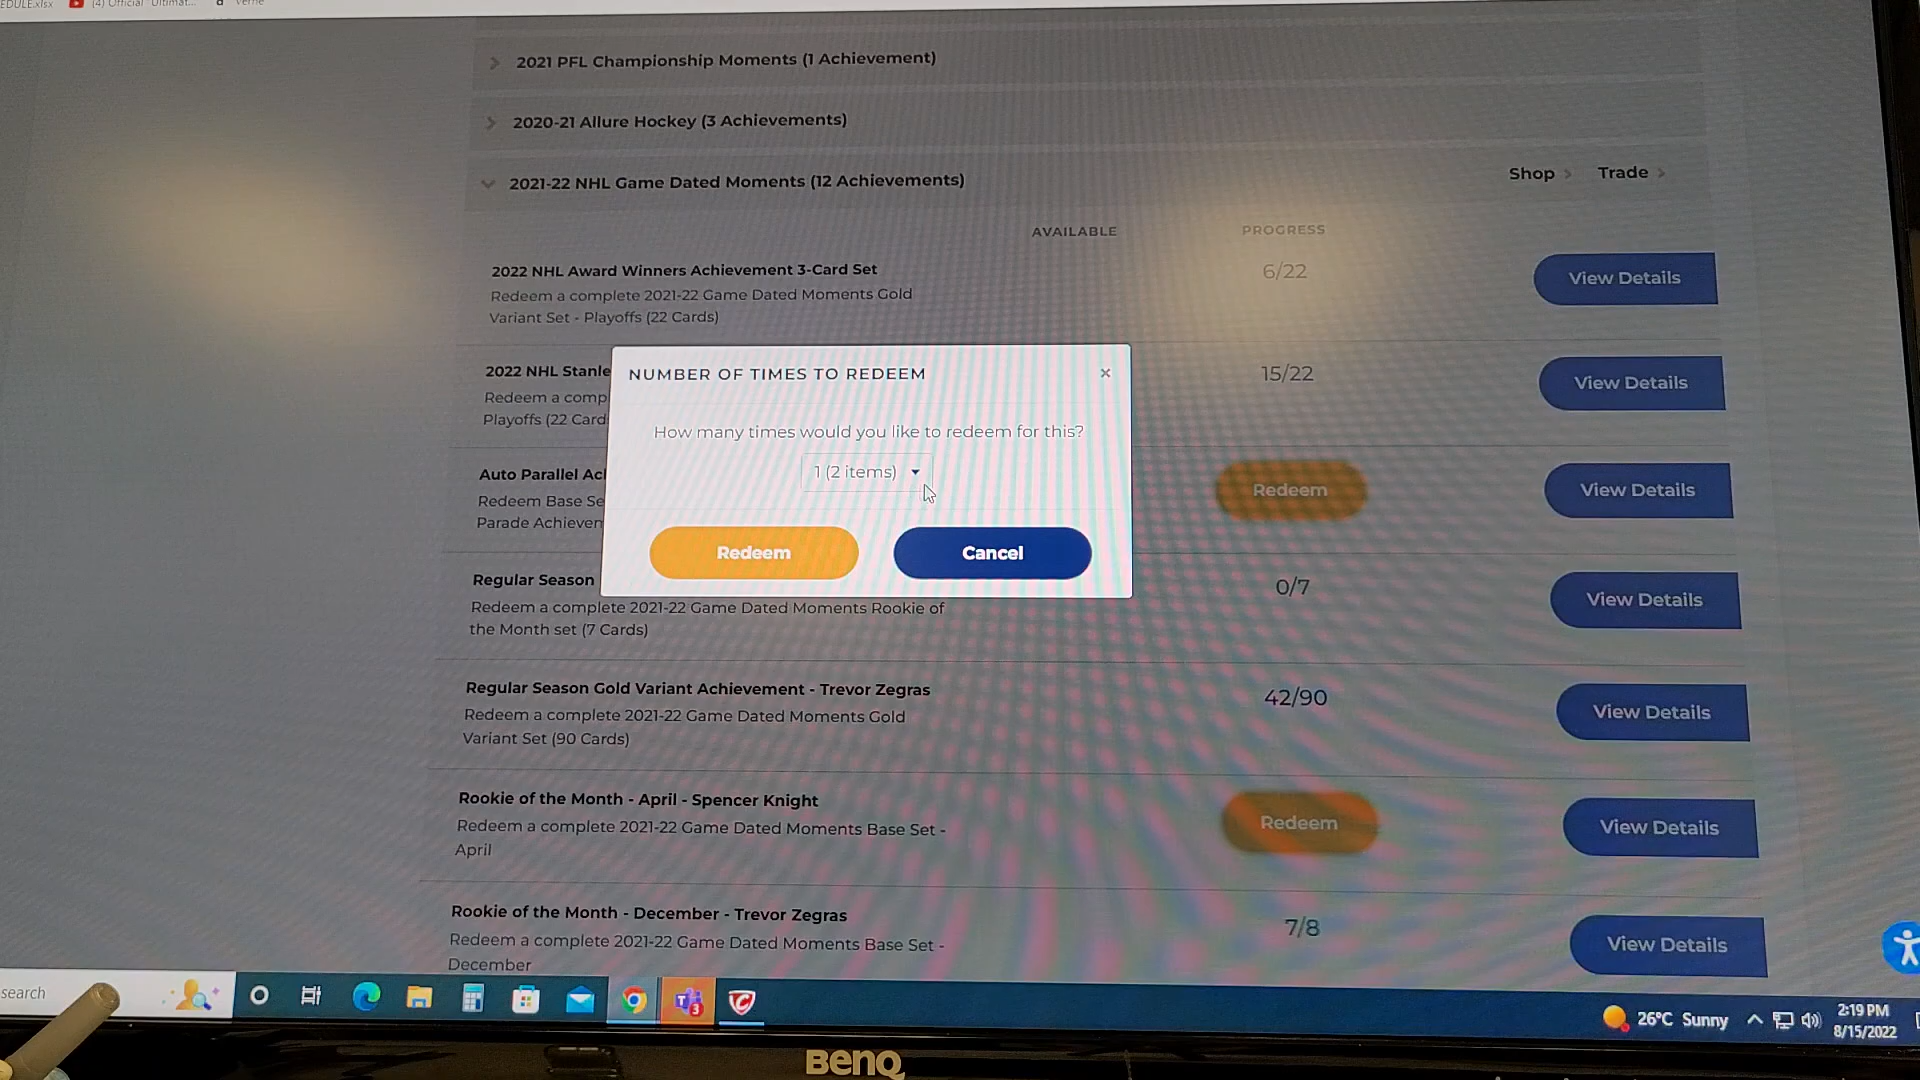 EDULE.xlsx
(4) Official "Ultimat...
Verne
2021 PFL Championship Moments (1 Achievement)
2020-21 Allure Hockey (3 Achievements)
2021-22 NHL Game Dated Moments (12 Achievements)
Shop
Trade
AVAILABLE
PROGRESS
2022 NHL Award Winners Achievement 3-Card Set
Redeem a complete 2021-22 Game Dated Moments Gold
Variant Set - Playoffs (22 Cards)
6/22
View Details
2022 NHL Stanle
Redeem a comp
Playoffs (22 Card
15/22
View Details
NUMBER OF TIMES TO REDEEM
×
How many times would you like to redeem for this?
1 (2 items)
Redeem
Cancel
Auto Parallel Ac
Redeem Base Se
Parade Achieven
Redeem
View Details
Regular Season
Redeem a complete 2021-22 Game Dated Moments Rookie of
the Month set (7 Cards)
0/7
View Details
Regular Season Gold Variant Achievement - Trevor Zegras
Redeem a complete 2021-22 Game Dated Moments Gold
Variant Set (90 Cards)
42/90
View Details
Rookie of the Month - April - Spencer Knight
Redeem a complete 2021-22 Game Dated Moments Base Set -
April
Redeem
View Details
Rookie of the Month - December - Trevor Zegras
Redeem a complete 2021-22 Game Dated Moments Base Set -
December
7/8
View Details
search
3
26°C Sunny
2:19 PM
8/15/2022
BenQ